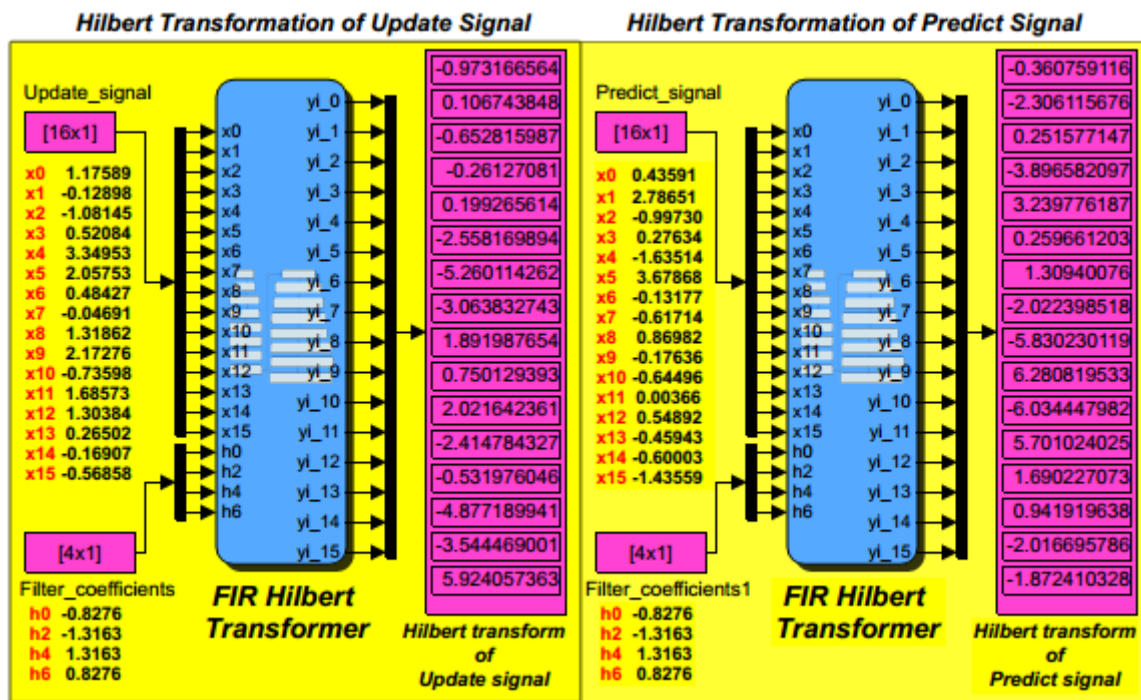 Hilbert Transformation of Update Signal
Update_signal
[16x1]
x0 1.17589
x1 -0.12898
x2 -1.08145
x3 0.52084
x4 3.34953
x5 2.05753
x6 0.48427
x7 -0.04691
x8 1.31862
x9 2.17276
x10 -0.73598
x11 1.68573
x12 1.30384
x13 0.26502
x14 -0.16907
x15 -0.56858
[4x1]
Filter_coefficients
h0 -0.8276
h2 -1.3163
h4 1.3163
h6 0.8276
x0
x1
x2
x3
x4
x5
x6
x7
x8
x9
x10
x11
x12
x13
x14
x15
h0
h2
h4
h6
yi_0
yi_1
yi_2
yi_3
yi_4
yi_5
yi_6
yi_7
yi_8
yi_9
yi_10
yi_11
yi_12
yi_13
yi_14
yi_15
FIR Hilbert
Transformer
-0.973166564
0.106743848
-0.652815987
-0.26127081
0.199265614
-2.558169894
-5.260114262
-3.063832743
1.891987654
0.750129393
2.021642361
-2.414784327
-0.531976046
-4.877189941
-3.544469001
5.924057363
Hilbert transform
of
Update signal
Hilbert Transformation of Predict Signal
Predict_signal
[16x1]
x0 0.43591
x1 2.78651
x2 -0.99730
x3 0.27634
x4 -1.63514
x5 3.67868
x6 -0.13177
x7 -0.61714
x8 0.86982
x9 -0.17636
x10 -0.64496
x11 0.00366
x12 0.54892
x13 -0.45943
x14 -0.60003
x15 -1.43559
[4x1]
Filter_coefficients1
h0 -0.8276
h2 -1.3163
h4 1.3163
h6 0.8276
x0
x1
x2
x3
x4
x5
x6
x7
x8
x9
x10
x11
x12
x13
x14
x15
h0
h2
h4
h6
yi_0
yi_1
yi_2
yi_3
yi_4
yi_5
yi_6
yi_7
yi_8
yi_9
yi_10
yi_11
yi_12
yi_13
yi_14
yi_15
FIR Hilbert
Transformer
-0.360759116
-2.306115676
0.251577147
-3.896582097
3.239776187
0.259661203
1.30940076
-2.022398518
-5.830230119
6.280819533
-6.034447982
5.701024025
1.690227073
0.941919638
-2.016695786
-1.872410328
Hilbert transform
of
Predict signal